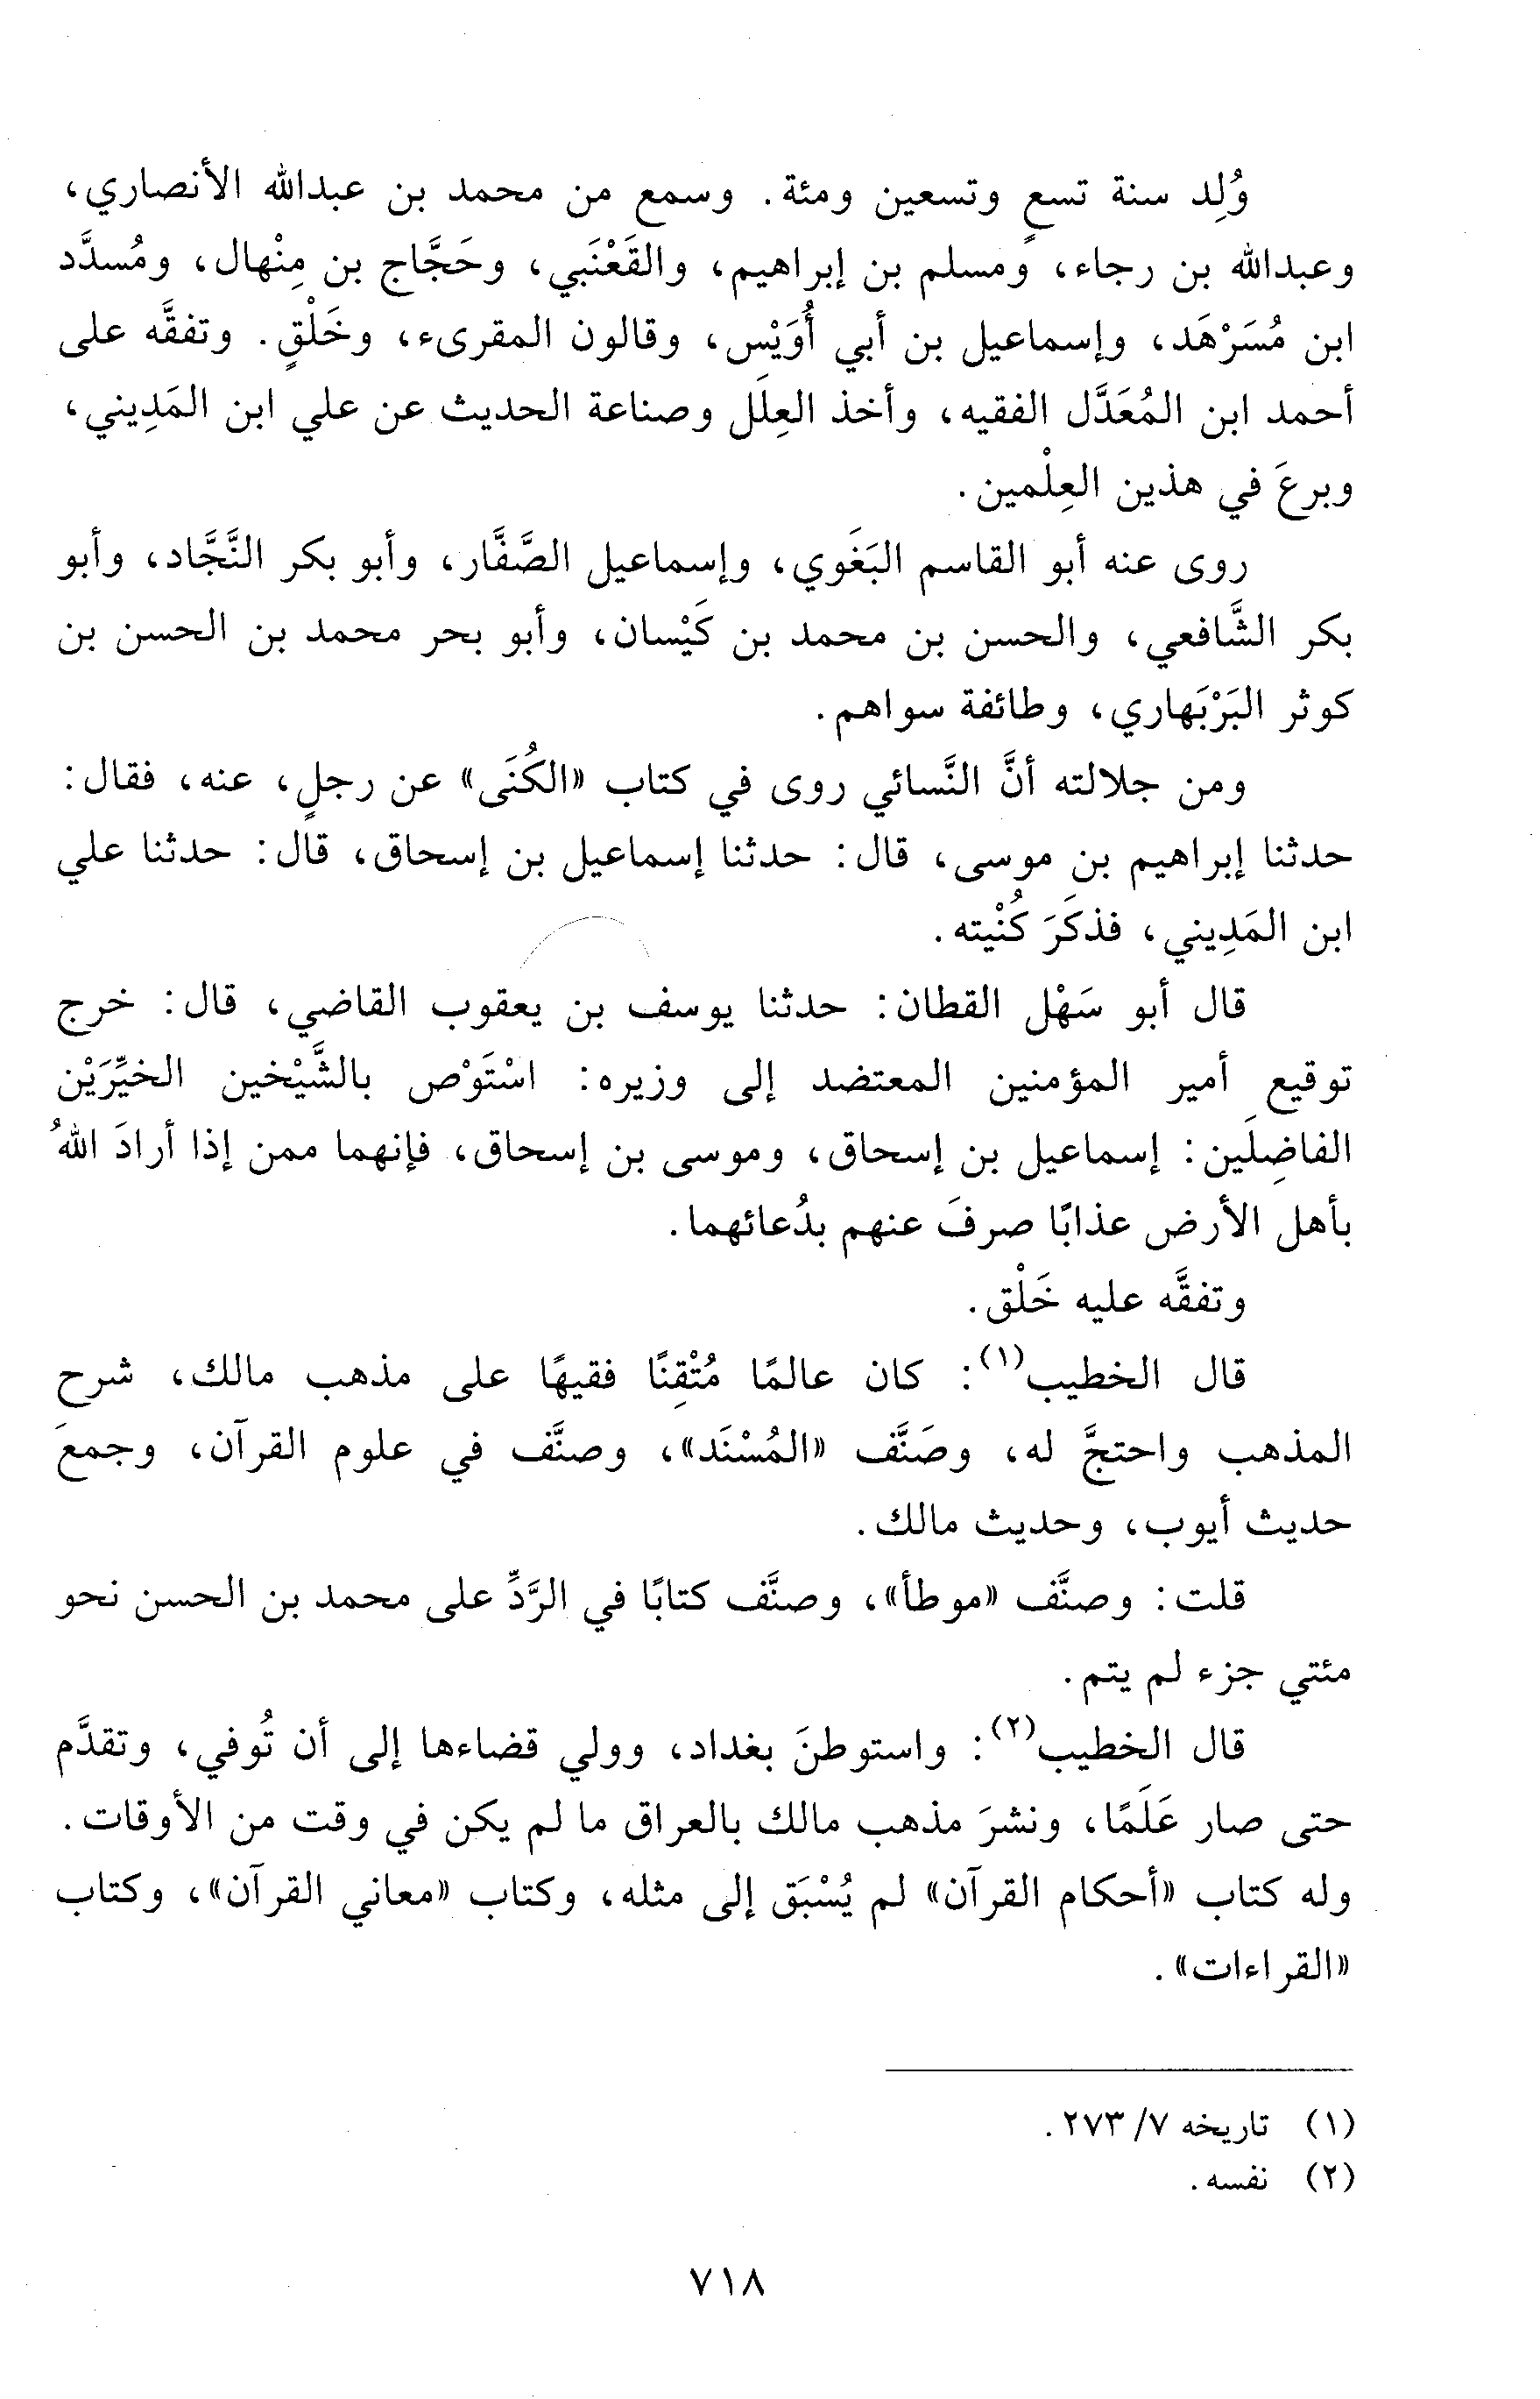 وُلِد سنة تسعٍ وتسعين ومئة. وسمع من محمد بن عبدالله الأنصاري،
وعبدالله بن رجاء، ومسلم بن إبراهيم، والقَعْنَبي، وحَجَّاج بن مِنْهال، ومُسدَّد
ابن مُسَرْهَد، وإسماعيل بن أبي أُوَيْس، وقالون المقرىء، وخَلْقٍ. وتفقَّه على
أحمد ابن المُعَدَّل الفقيه، وأخذ العِلَل وصناعة الحديث عن علي ابن المَدِيني،
وبرعَ في هذين العِلْمين.
روى عنه أبو القاسم البَغَوي، وإسماعيل الصَّفَّار، وأبو بكر النَّجَّاد، وأبو
بكر الشَّافعي، والحسن بن محمد بن كَيْسان، وأبو بحر محمد بن الحسن بن
كوثر البَرْبَهاري، وطائفة سواهم.
ومن جلالته أنَّ النَّسائي روى في كتاب «الكُنَى» عن رجلٍ، عنه، فقال:
حدثنا إبراهيم بن موسى، قال: حدثنا إسماعيل بن إسحاق، قال: حدثنا علي
ابن المَدِيني، فذكَرَ كُنْيته.
قال أبو سَهْل القطان: حدثنا يوسف بن يعقوب القاضي، قال: خرج
توقيع أمير المؤمنين المعتضد إلى وزيره: اسْتَوْص بالشَّيْخين الخيِّرَيْن
الفاضِلَين: إسماعيل بن إسحاق، وموسى بن إسحاق، فإنهما ممن إذا أرادَ اللهُ
بأهل الأرض عذابًا صرفَ عنهم بدُعائهما.
وتفقَّه عليه خَلْق.
قال الخطيب(١): كان عالمًا مُتْقِنًا فقيهًا على مذهب مالك، شرح
المذهب واحتجَّ له، وصَنَّف «المُسْنَد»، وصنَّف في علوم القرآن، وجمعَ
حديث أيوب، وحديث مالك.
قلت: وصنَّف «موطأ»، وصنَّف كتابًا في الرَّدِّ على محمد بن الحسن نحو
مئتي جزء لم يتم.
قال الخطيب(٢): واستوطنَ بغداد، وولي قضاءها إلى أن تُوفي، وتقدَّم
حتى صار عَلَمًا، ونشرَ مذهب مالك بالعراق ما لم يكن في وقت من الأوقات.
وله كتاب «أحكام القرآن» لم يُسْبَق إلى مثله، وكتاب «معاني القرآن»، وكتاب
«القراءات».
(١) تاريخه ٧/ ٢٧٣.
(٢) نفسه.
٧١٨